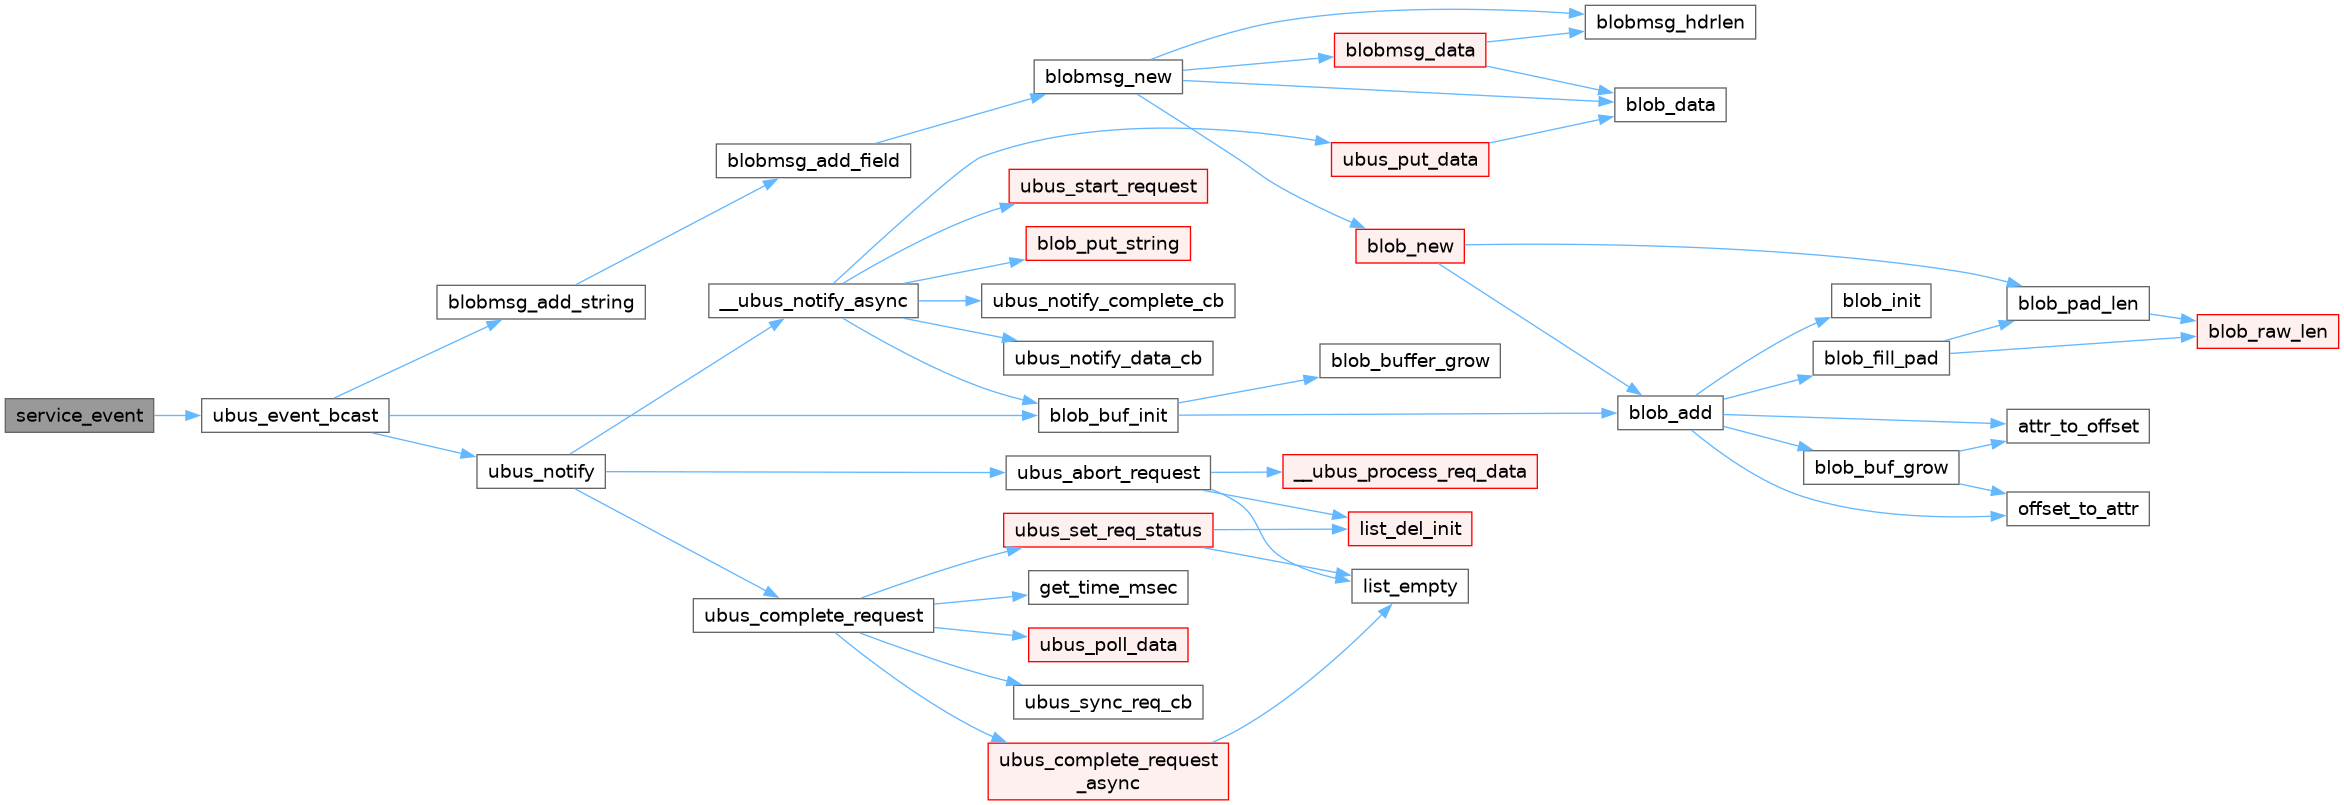 service_event
ubus_event_bcast
blobmsg_add_string
ubus_notify
blobmsg_add_field
__ubus_notify_async
ubus_complete_request
blobmsg_new
ubus_start_request
blob_put_string
ubus_notify_complete_cb
ubus_notify_data_cb
blob_buf_init
ubus_abort_request
ubus_set_req_status
get_time_msec
ubus_poll_data
ubus_sync_req_cb
ubus_complete_request
_async
blobmsg_data
ubus_put_data
blob_new
blob_buffer_grow
__ubus_process_req_data
list_del_init
list_empty
blobmsg_hdrlen
blob_data
blob_add
blob_init
blob_fill_pad
blob_buf_grow
blob_pad_len
attr_to_offset
offset_to_attr
blob_raw_len